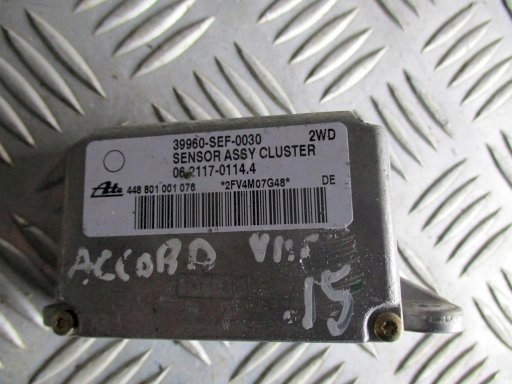 39960-SEF-0030 2WD
SENSOR ASSY CLUSTER
06.2117-0114.4
Ate 448 801 001 076 *2FV4M07G48* DE
ACCORD VIII
.15